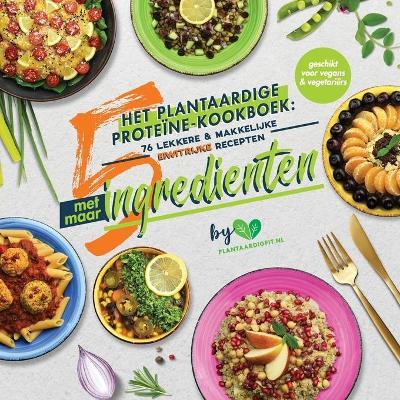 HET PLANTAARDIGE
PROTEÏNE-KOOKBOEK:
76 LEKKERE & MAKKELIJKE
EIWITRIJKE RECEPTEN
met
maar
5
ingrediënten
by
PLANTAARDIGFIT.NL
geschikt
voor vegans
& vegetariërs